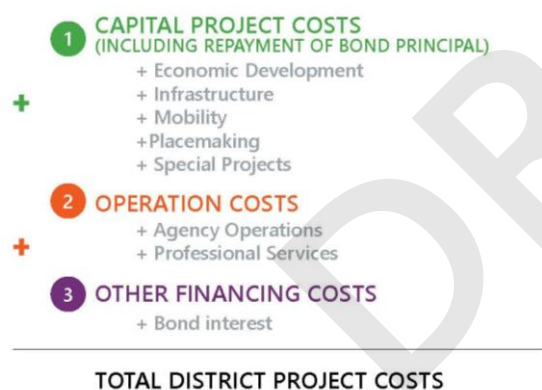 1 CAPITAL PROJECT COSTS
(INCLUDING REPAYMENT OF BOND PRINCIPAL)
+ Economic Development
+ Infrastructure
+
+ Mobility
+Placemaking
+ Special Projects
2 OPERATION COSTS
+ Agency Operations
+
+ Professional Services
3 OTHER FINANCING COSTS
+ Bond interest
TOTAL DISTRICT PROJECT COSTS
DR